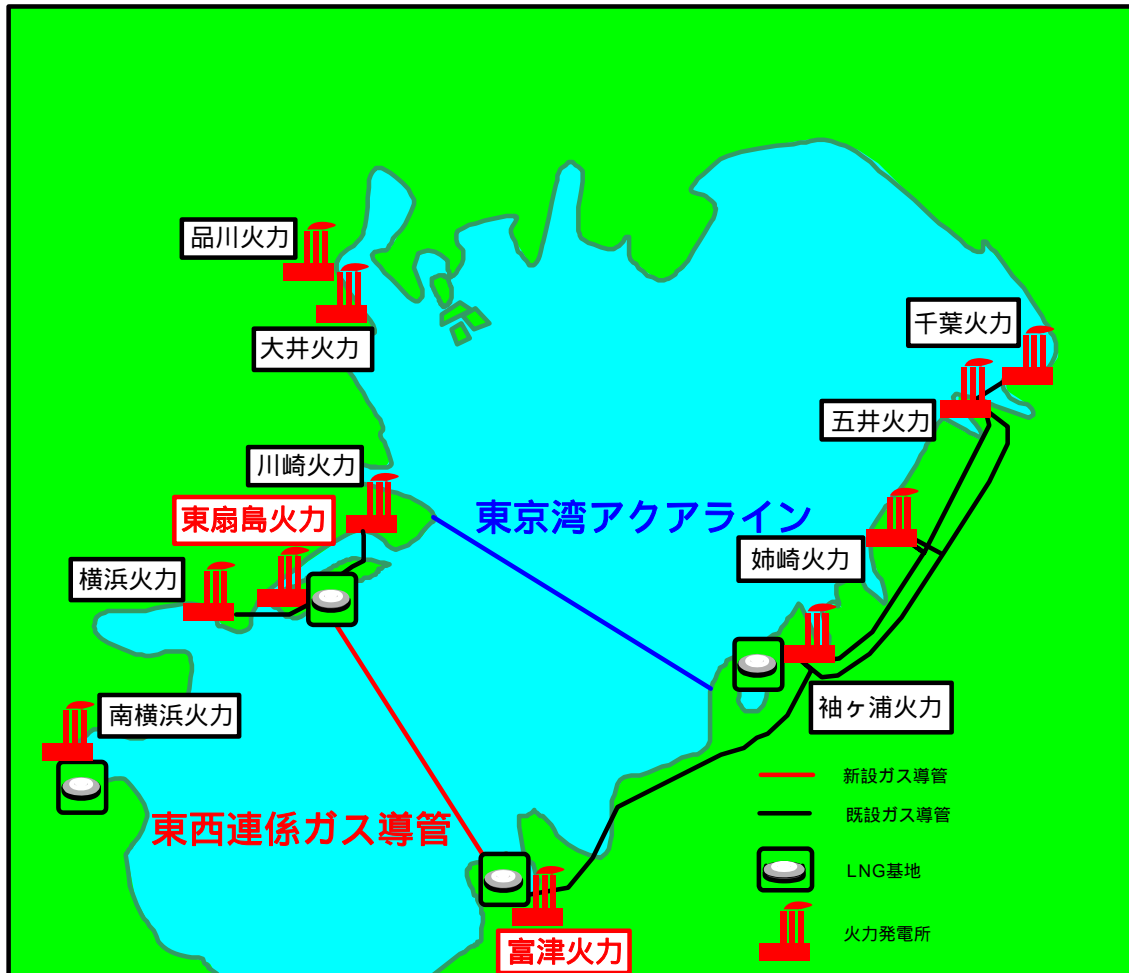 品川火力
大井火力
千葉火力
五井火力
川崎火力
東扇島火力
東京湾アクアライン
姉崎火力
横浜火力
南横浜火力
袖ヶ浦火力
東西連係ガス導管
富津火力
新設ガス導管
既設ガス導管
LNG基地
火力発電所